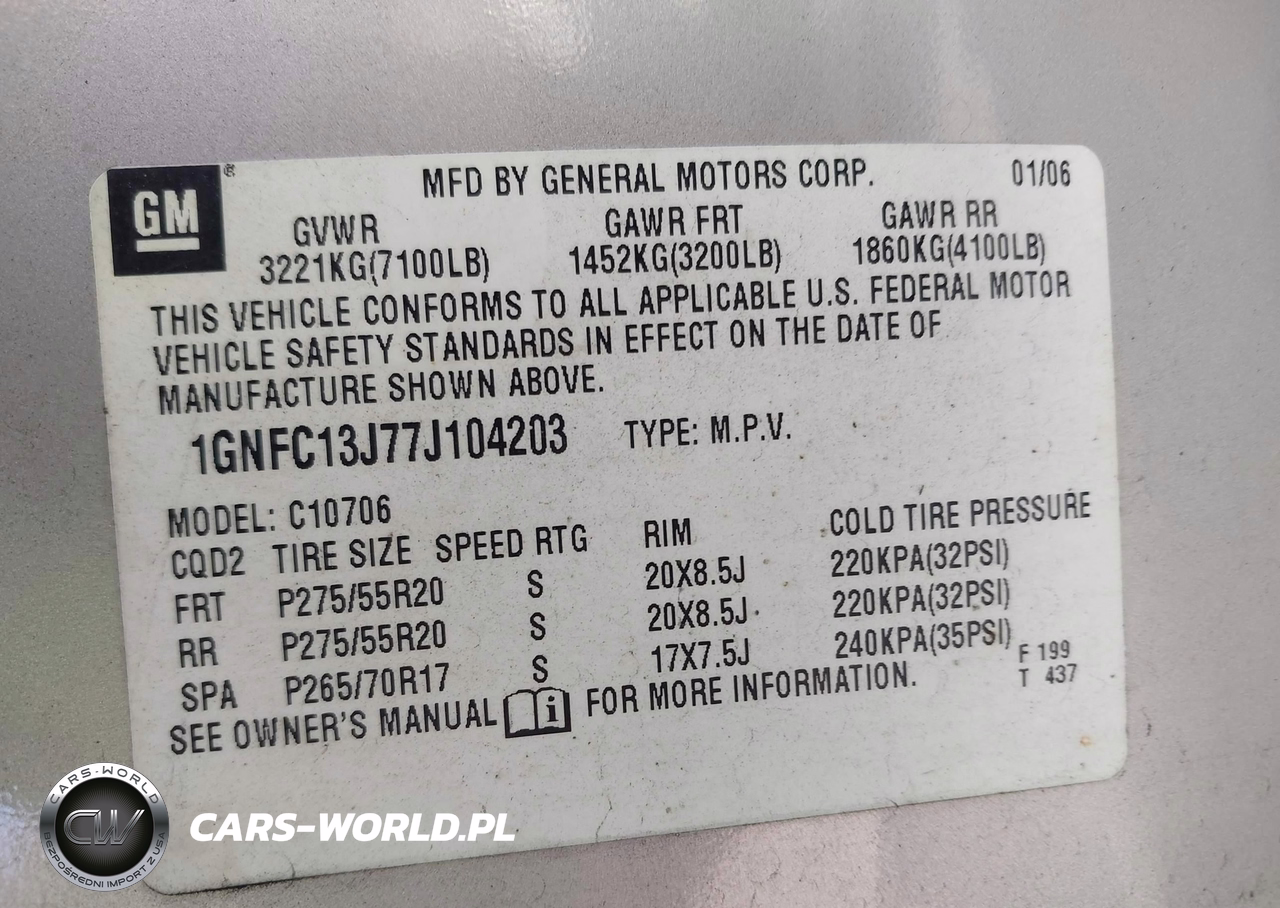 GM®
MFD BY GENERAL MOTORS CORP. 01/06
GVWR GAWR FRT GAWR RR
3221KG(7100LB) 1452KG(3200LB) 1860KG(4100LB)
THIS VEHICLE CONFORMS TO ALL APPLICABLE U.S. FEDERAL MOTOR
VEHICLE SAFETY STANDARDS IN EFFECT ON THE DATE OF
MANUFACTURE SHOWN ABOVE.
1GNFC13J77J104203 TYPE: M.P.V.
MODEL: C10706
CQD2 TIRE SIZE SPEED RTG RIM COLD TIRE PRESSURE
FRT P275/55R20 S 20X8.5J 220KPA(32PSI)
RR P275/55R20 S 20X8.5J 220KPA(32PSI)
SPA P265/70R17 S 17X7.5J 240KPA(35PSI)
SEE OWNER'S MANUAL i FOR MORE INFORMATION.
F 199
T 437
CARS-WORLD
CW
BEZPOŚREDNI IMPORT Z USA
CARS-WORLD.PL